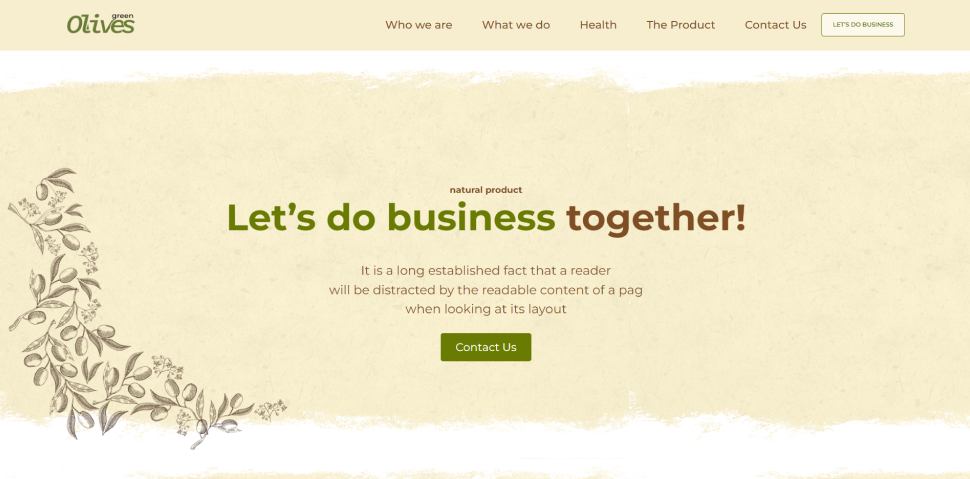 green
Olives
Who we are
What we do
Health
The Product
Contact Us
LET'S DO BUSINESS
natural product
Let's do business together!
It is a long established fact that a reader
will be distracted by the readable content of a pag
when looking at its layout
Contact Us